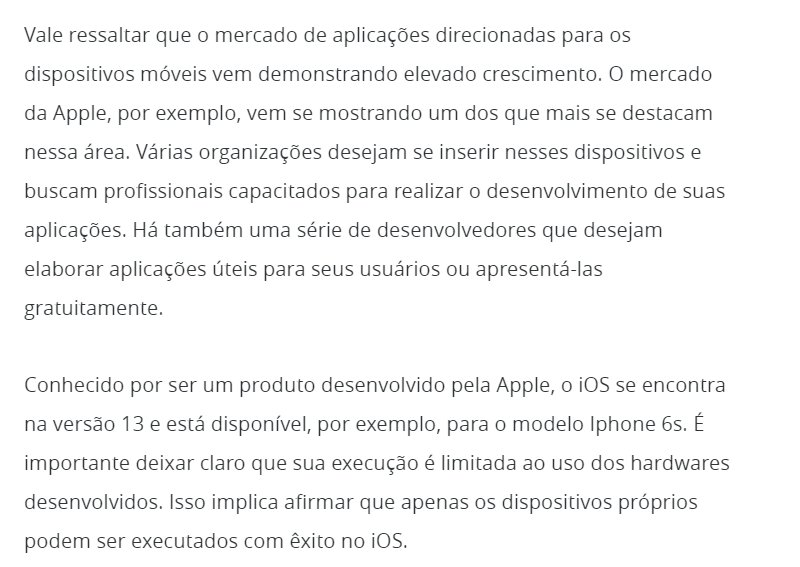 Vale ressaltar que o mercado de aplicações direcionadas para os
dispositivos móveis vem demonstrando elevado crescimento. O mercado
da Apple, por exemplo, vem se mostrando um dos que mais se destacam
nessa área. Várias organizações desejam se inserir nesses dispositivos e
buscam profissionais capacitados para realizar o desenvolvimento de suas
aplicações. Há também uma série de desenvolvedores que desejam
elaborar aplicações úteis para seus usuários ou apresentá-las
gratuitamente.
Conhecido por ser um produto desenvolvido pela Apple, o iOS se encontra
na versão 13 e está disponível, por exemplo, para o modelo Iphone 6s. É
importante deixar claro que sua execução é limitada ao uso dos hardwares
desenvolvidos. Isso implica afirmar que apenas os dispositivos próprios
podem ser executados com êxito no iOS.